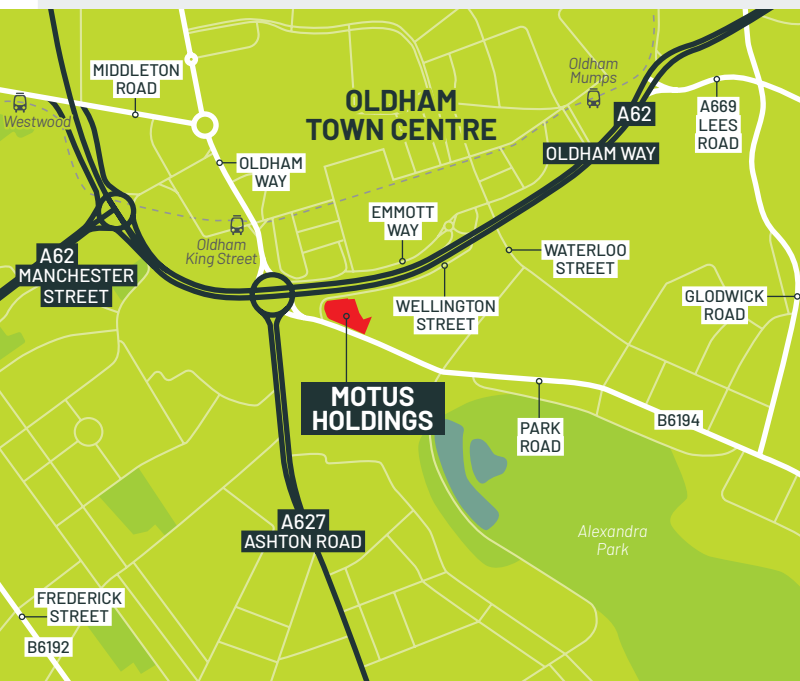 MIDDLETON
ROAD
Westwood
OLDHAM
TOWN CENTRE
Oldham
Mumps
A62
OLDHAM WAY
A669
LEES
ROAD
OLDHAM
WAY
Oldham
King Street
EMMOTT
WAY
WATERLOO
STREET
A62
MANCHESTER
STREET
WELLINGTON
STREET
GLODWICK
ROAD
MOTUS
HOLDINGS
PARK
ROAD
B6194
A627
ASHTON ROAD
Alexandra
Park
FREDERICK
STREET
B6192